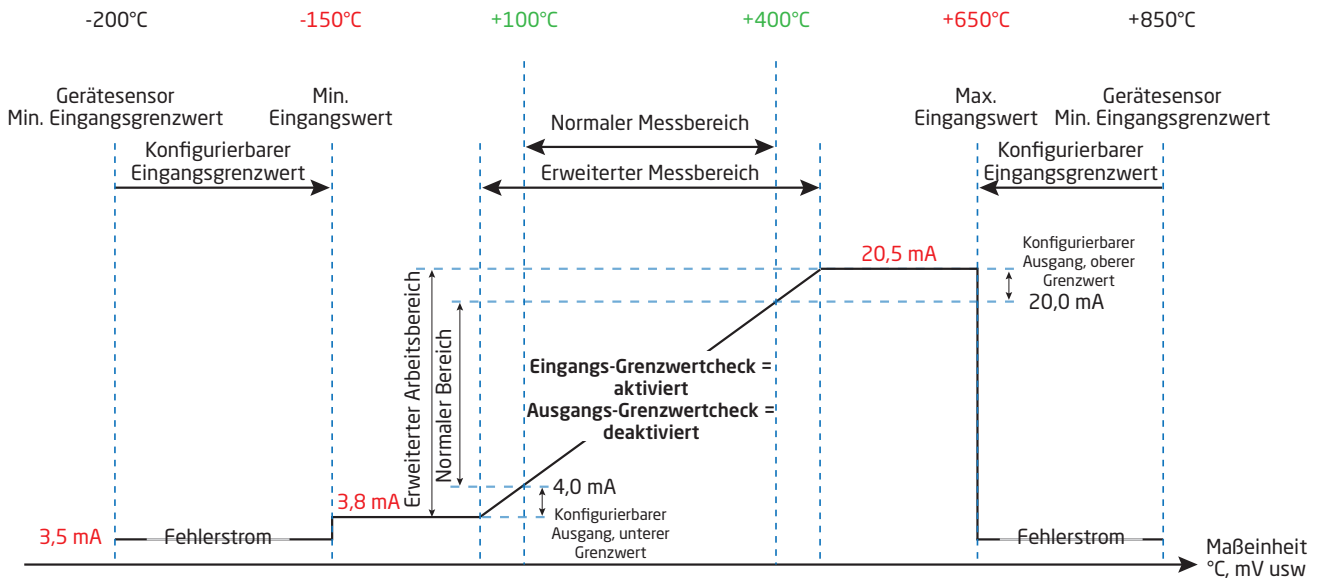 -200°C
-150°C
+100°C
+400°C
+650°C
+850°C
Gerätesensor
Min. Eingangsgrenzwert
Min.
Eingangswert
Max.
Eingangswert
Gerätesensor
Min. Eingangsgrenzwert
Normaler Messbereich
Konfigurierbarer
Eingangsgrenzwert
Erweiterter Messbereich
Konfigurierbarer
Eingangsgrenzwert
20,5 mA
Konfigurierbarer
Ausgang, oberer
Grenzwert
20,0 mA
Erweiterter Arbeitsbereich
Normaler Bereich
Eingangs-Grenzwertcheck =
aktiviert
Ausgangs-Grenzwertcheck =
deaktiviert
4,0 mA
3,8 mA
Konfigurierbarer
Ausgang, unterer
Grenzwert
3,5 mA
Fehlerstrom
Fehlerstrom
Maßeinheit
°C, mV usw